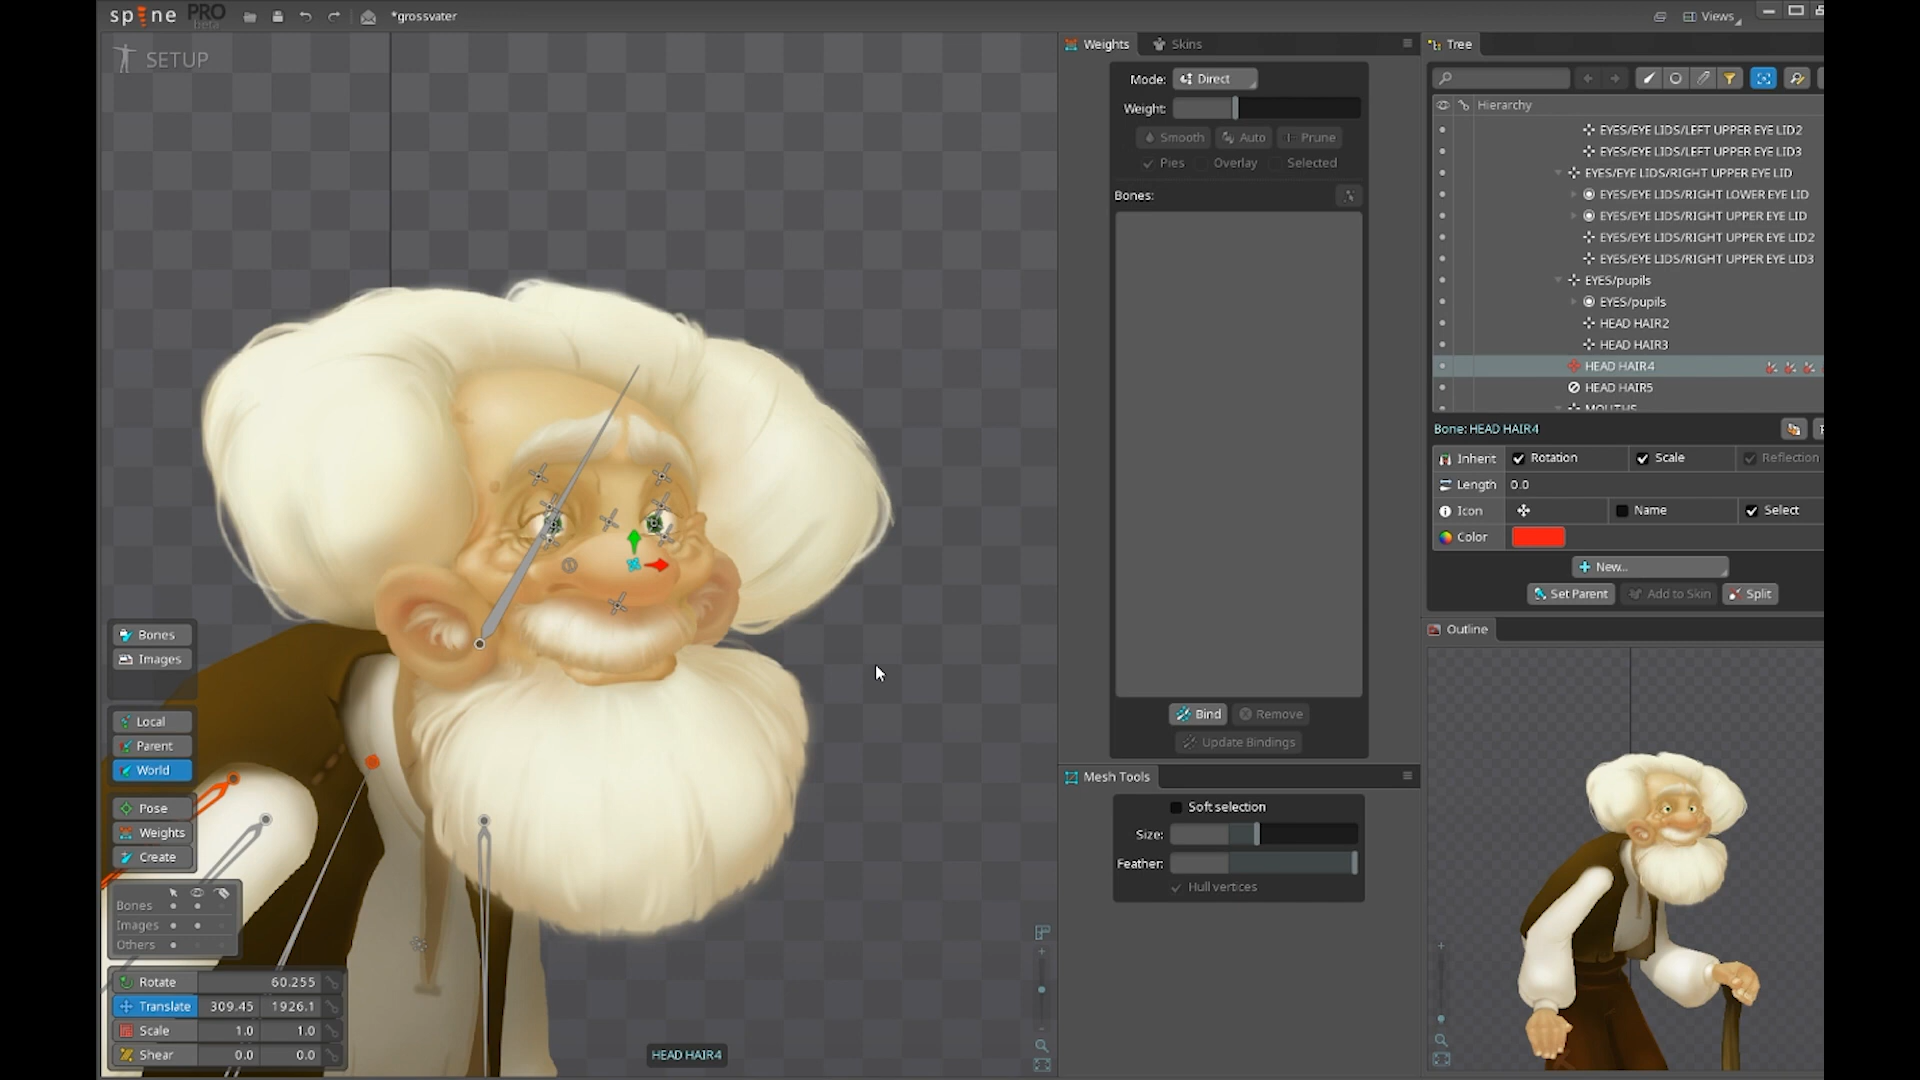 spine PRO Beta *grossvater Views
SETUP
Weights Skins
Mode: Direct
Weight:
Smooth Auto Prune
Pies Overlay Selected
Bones:
Bind Remove
Update Bindings
Mesh Tools
Soft selection
Size:
Feather:
Hull vertices
Tree
Hierarchy
EYES/EYE LIDS/LEFT UPPER EYE LID2
EYES/EYE LIDS/LEFT UPPER EYE LID3
EYES/EYE LIDS/RIGHT UPPER EYE LID
EYES/EYE LIDS/RIGHT LOWER EYE LID
EYES/EYE LIDS/RIGHT UPPER EYE LID
EYES/EYE LIDS/RIGHT UPPER EYE LID2
EYES/EYE LIDS/RIGHT UPPER EYE LID3
EYES/pupils
EYES/pupils
HEAD HAIR2
HEAD HAIR3
HEAD HAIR4
HEAD HAIR5
MOUTHS
Bone: HEAD HAIR4
Inherit Rotation Scale Reflection
Length 0.0
Icon Name Select
Color
New...
Set Parent Add to Skin Split
Outline
Bones
Images
Local
Parent
World
Pose
Weights
Create
Bones
Images
Others
Rotate 60.255
Translate 309.45 1926.1
Scale 1.0 1.0
Shear 0.0 0.0
HEAD HAIR4